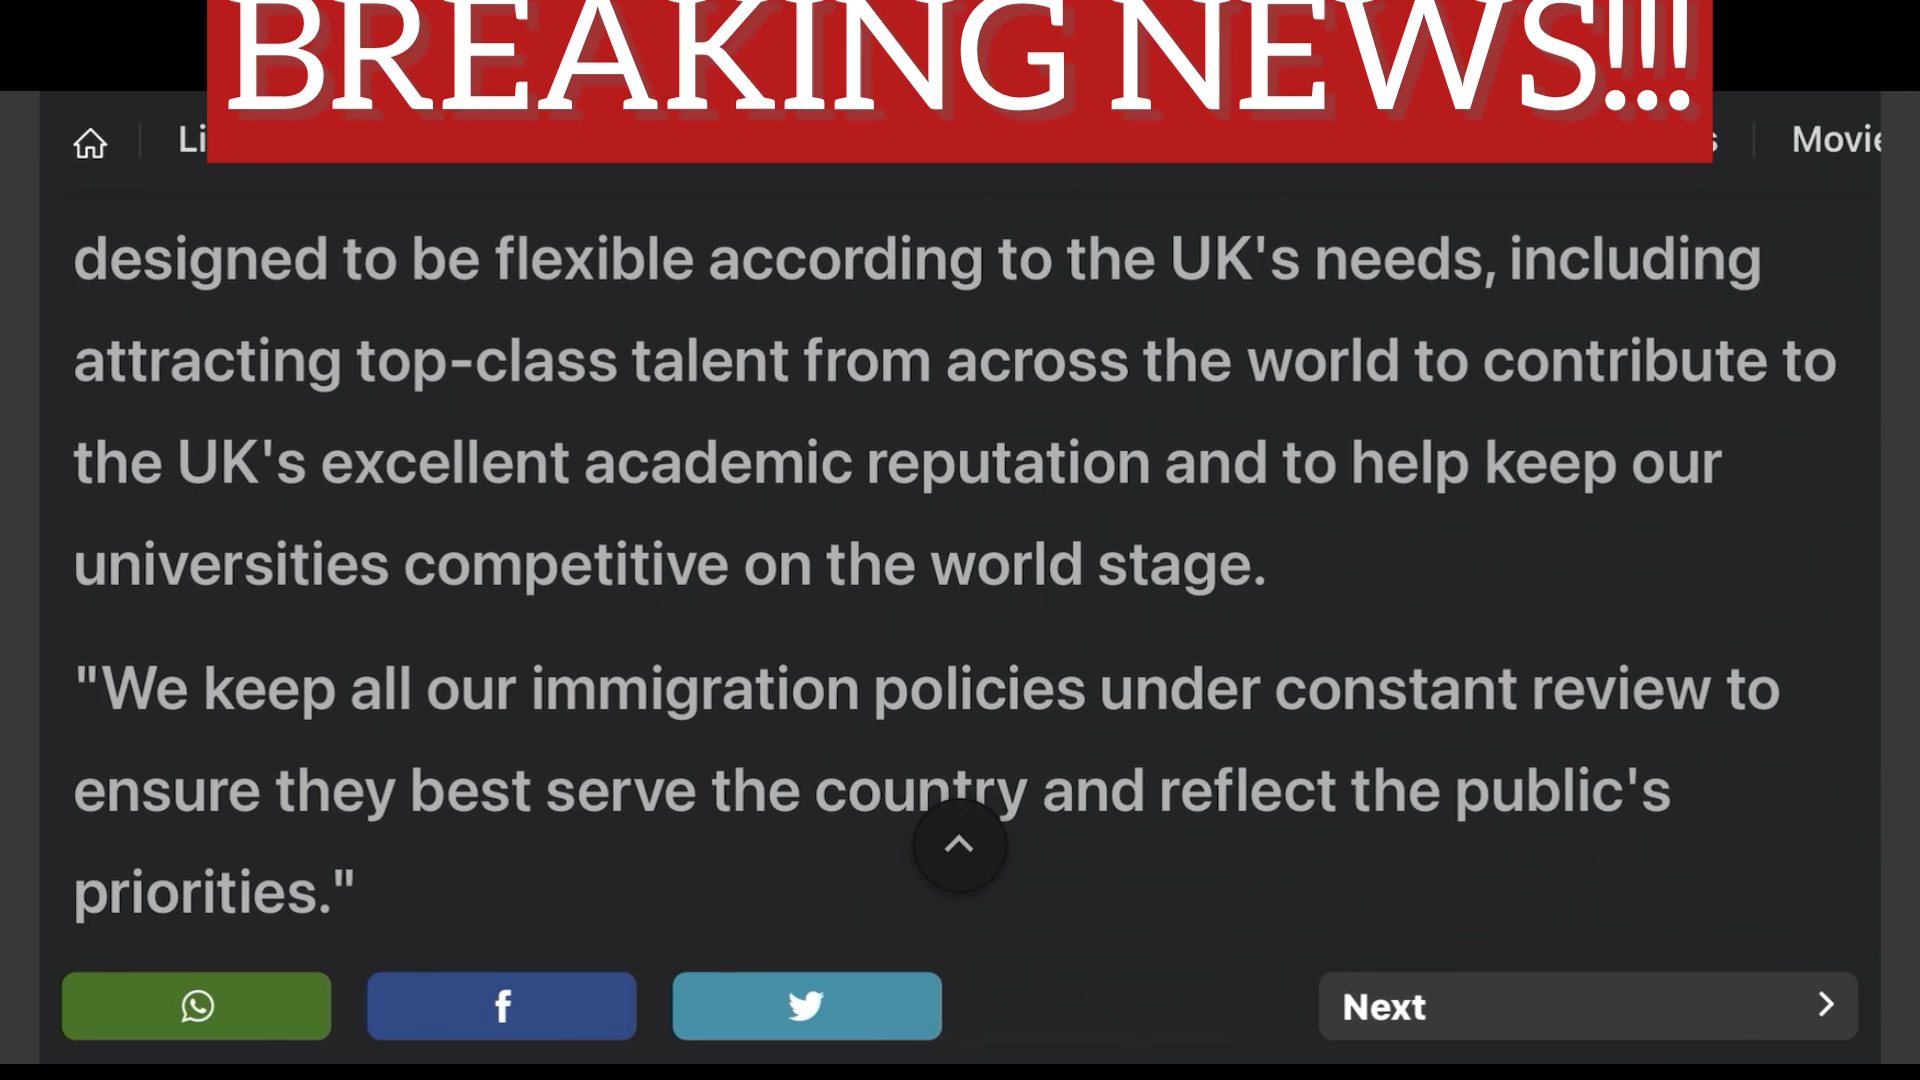 BREAKING NEWS!!!
designed to be flexible according to the UK's needs, including
attracting top-class talent from across the world to contribute to
the UK's excellent academic reputation and to help keep our
universities competitive on the world stage.
"We keep all our immigration policies under constant review to
ensure they best serve the country and reflect the public's
priorities."
Next